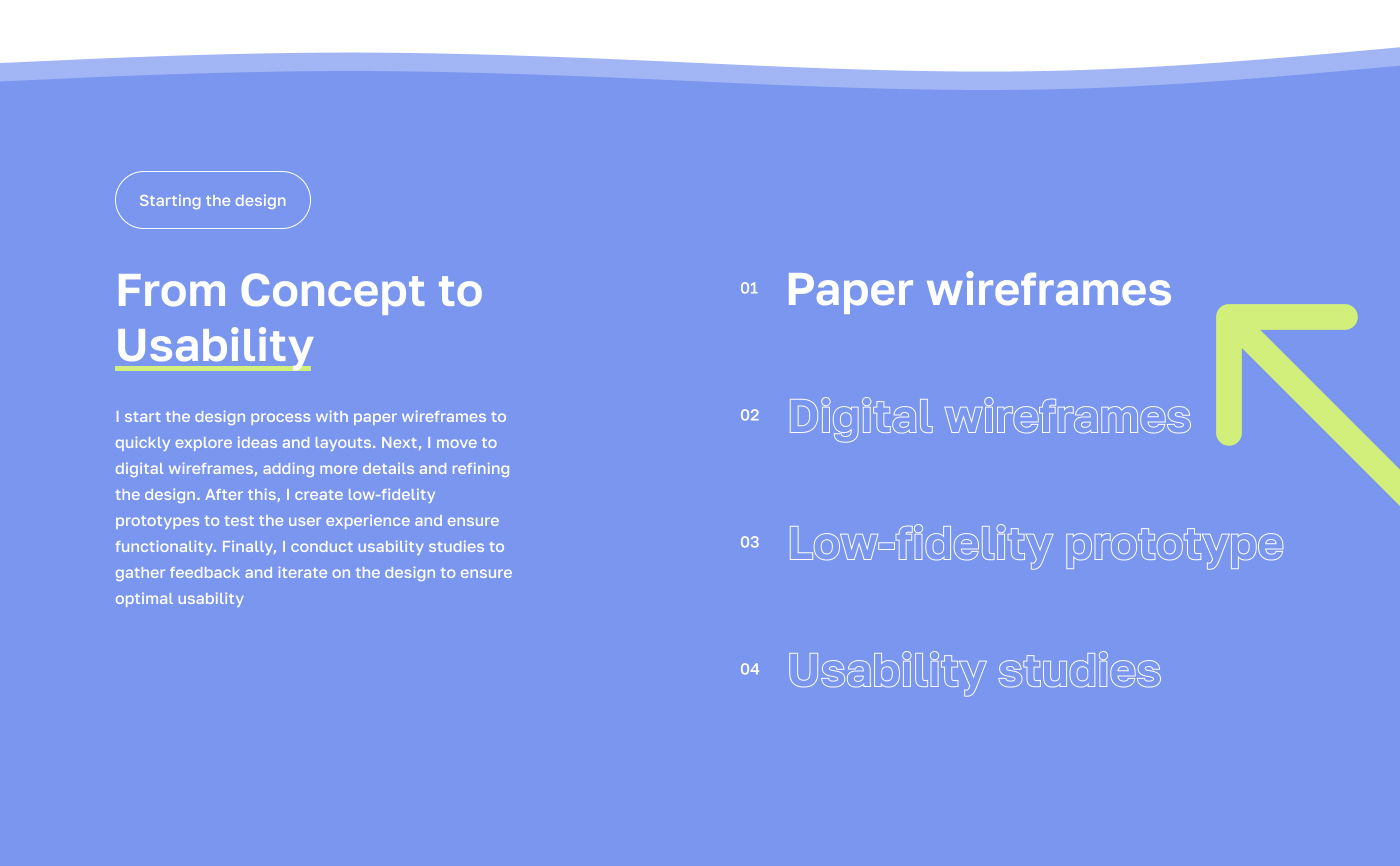 Starting the design
From Concept to
Usability
I start the design process with paper wireframes to
quickly explore ideas and layouts. Next, I move to
digital wireframes, adding more details and refining
the design. After this, I create low-fidelity
prototypes to test the user experience and ensure
functionality. Finally, I conduct usability studies to
gather feedback and iterate on the design to ensure
optimal usability
01 Paper wireframes
02 Digital wireframes
03 Low-fidelity prototype
04 Usability studies